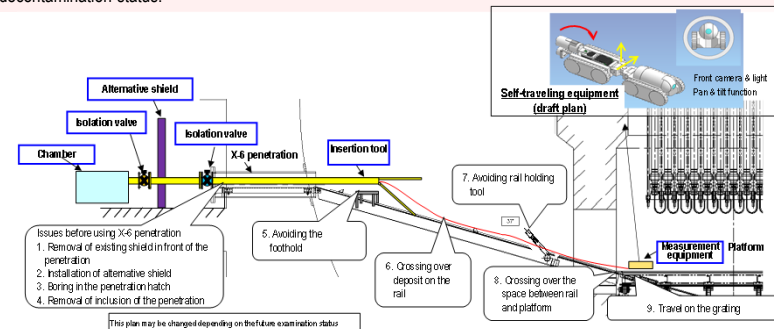 decontamination status.
Self-traveling equipment
(draft plan)
Front camera & light
Pan & tilt function
Alternative shield
Isolation valve
Isolation valve
Chamber
X-6 penetration
Insertion tool
7. Avoiding rail holding
tool
37°
Issues before using X-6 penetration
1. Removal of existing shield in front of the
penetration
2. Installation of alternative shield
3. Boring in the penetration hatch
4. Removal of inclusion of the penetration
5. Avoiding the
foothold
6. Crossing over
deposit on the
rail
8. Crossing over the
space between rail
and platform
Measurement
equipment
Platform
9. Travel on the grating
This plan may be changed depending on the future examination status